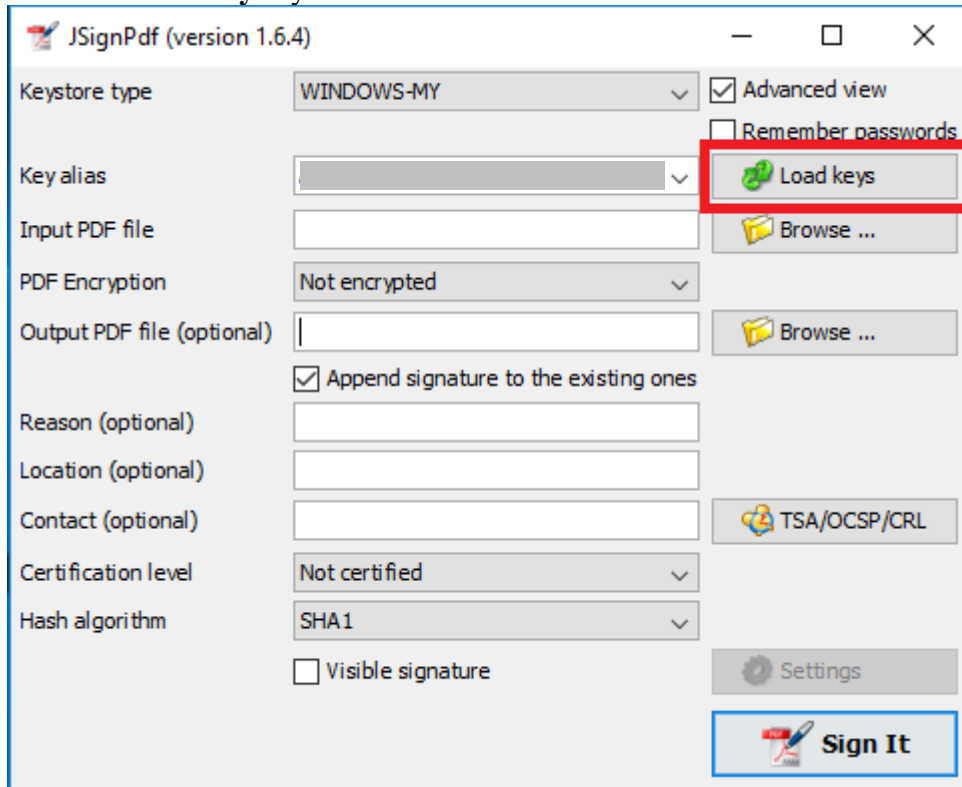 JSignPdf (version 1.6.4)
Keystore type WINDOWS-MY Advanced view
Remember passwords
Key alias Load keys
Input PDF file Browse ...
PDF Encryption Not encrypted
Output PDF file (optional) Browse ...
Append signature to the existing ones
Reason (optional)
Location (optional)
Contact (optional) TSA/OCSP/CRL
Certification level Not certified
Hash algorithm SHA1
Visible signature Settings
Sign It